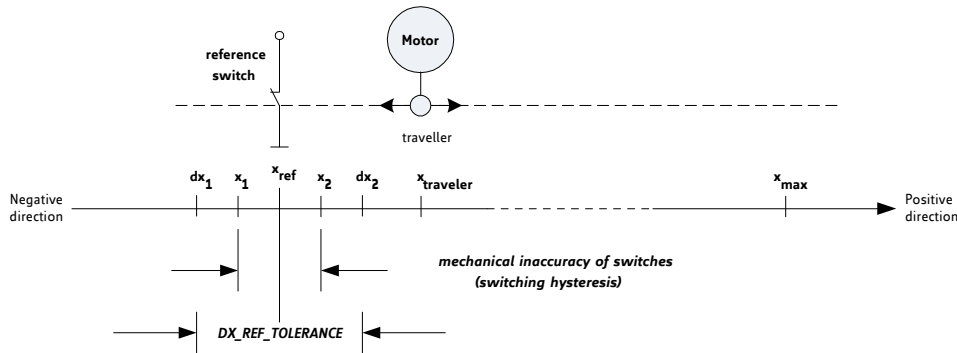 Motor
reference
switch
traveller
dx1
x1
xref
x2
dx2
xtraveler
xmax
Negative
direction
Positive
direction
mechanical inaccuracy of switches
(switching hysteresis)
DX_REF_TOLERANCE